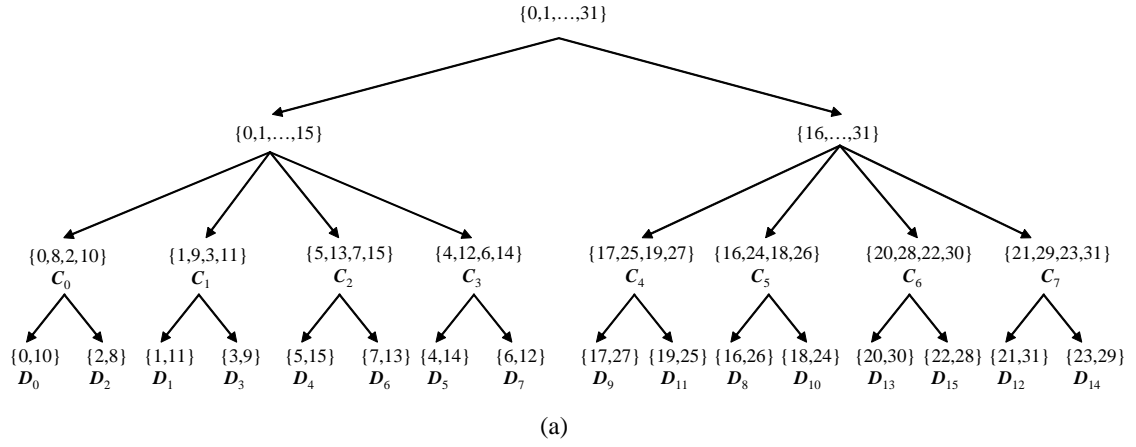 {0,1,…,31}
{0,1,…,15} {16,…,31}
{0,8,2,10} {1,9,3,11} {5,13,7,15} {4,12,6,14} {17,25,19,27} {16,24,18,26} {20,28,22,30} {21,29,23,31}
C0 C1 C2 C3 C4 C5 C6 C7
{0,10} {2,8} {1,11} {3,9} {5,15} {7,13} {4,14} {6,12} {17,27} {19,25} {16,26} {18,24} {20,30} {22,28} {21,31} {23,29}
D0 D2 D1 D3 D4 D6 D5 D7 D9 D11 D8 D10 D13 D15 D12 D14
(a)